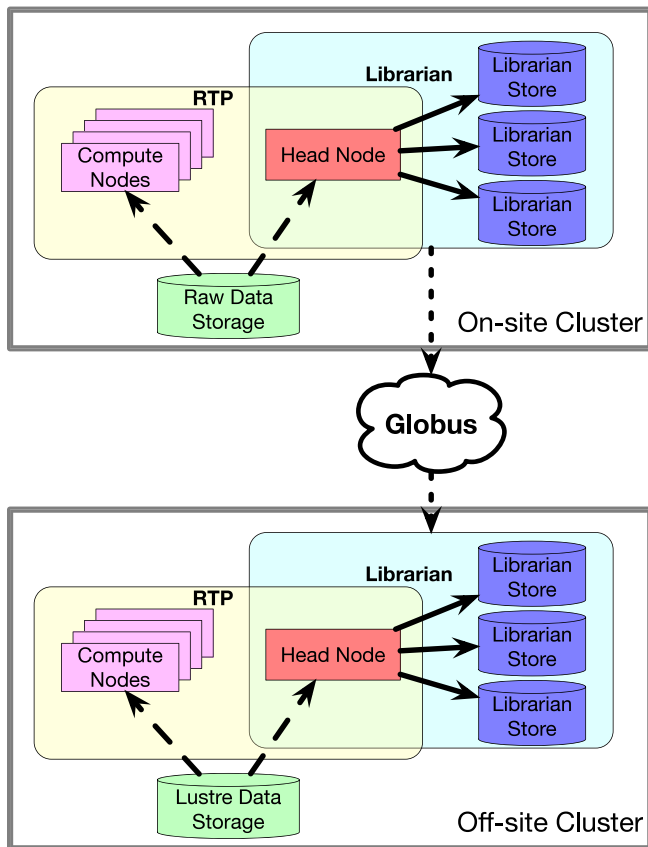 Librarian
Librarian
Store
RTP
Compute
Nodes
Head Node
Librarian
Store
Librarian
Store
Raw Data
Storage
On-site Cluster
Globus
Librarian
Librarian
Store
RTP
Compute
Nodes
Head Node
Librarian
Store
Librarian
Store
Lustre Data
Storage
Off-site Cluster